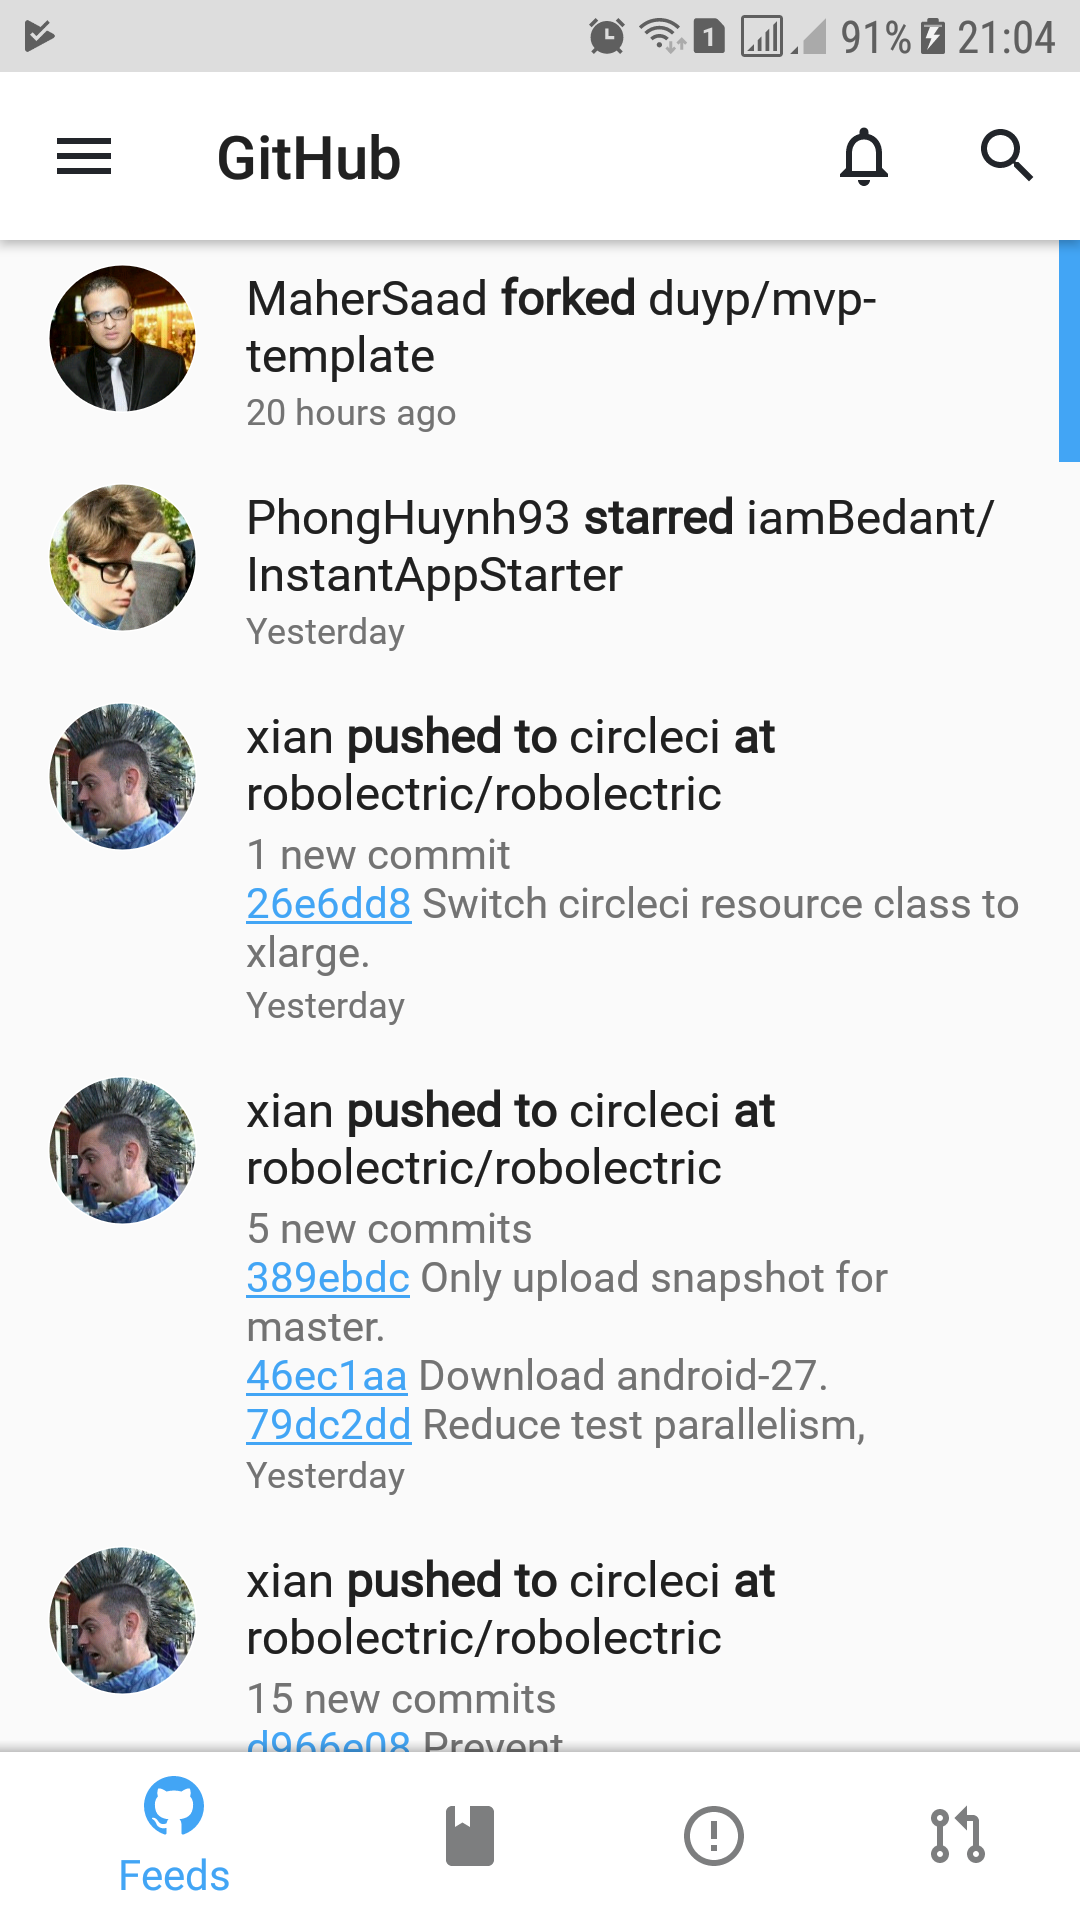 1 91% 21:04
GitHub
MaherSaad forked duyp/mvp-
template
20 hours ago
PhongHuynh93 starred iamBedant/
InstantAppStarter
Yesterday
xian pushed to circleci at
robolectric/robolectric
1 new commit
26e6dd8 Switch circleci resource class to
xlarge.
Yesterday
xian pushed to circleci at
robolectric/robolectric
5 new commits
389ebdc Only upload snapshot for
master.
46ec1aa Download android-27.
79dc2dd Reduce test parallelism,
Yesterday
xian pushed to circleci at
robolectric/robolectric
15 new commits
d966e08 Prevent
Feeds